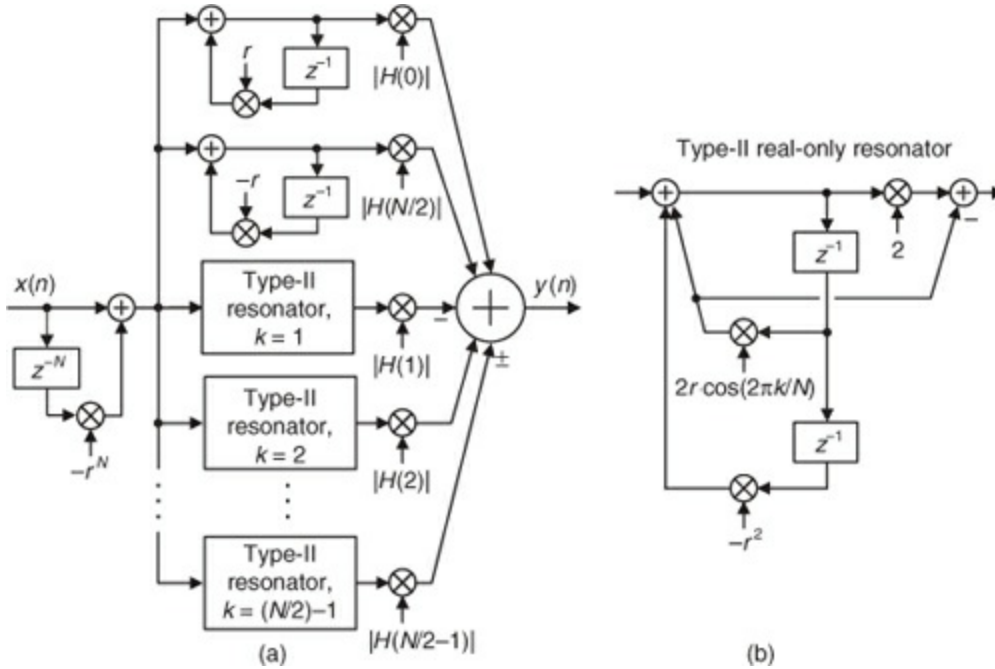 r
z⁻¹
|H(0)|
−r
z⁻¹
|H(N/2)|
x(n)
z⁻ᴺ
−rᴺ
Type-II
resonator,
k = 1
|H(1)|
−
±
y(n)
Type-II
resonator,
k = 2
|H(2)|
Type-II
resonator,
k = (N/2)−1
|H(N/2−1)|
(a)
Type-II real-only resonator
−
z⁻¹
2
2r·cos(2πk/N)
z⁻¹
−r²
(b)